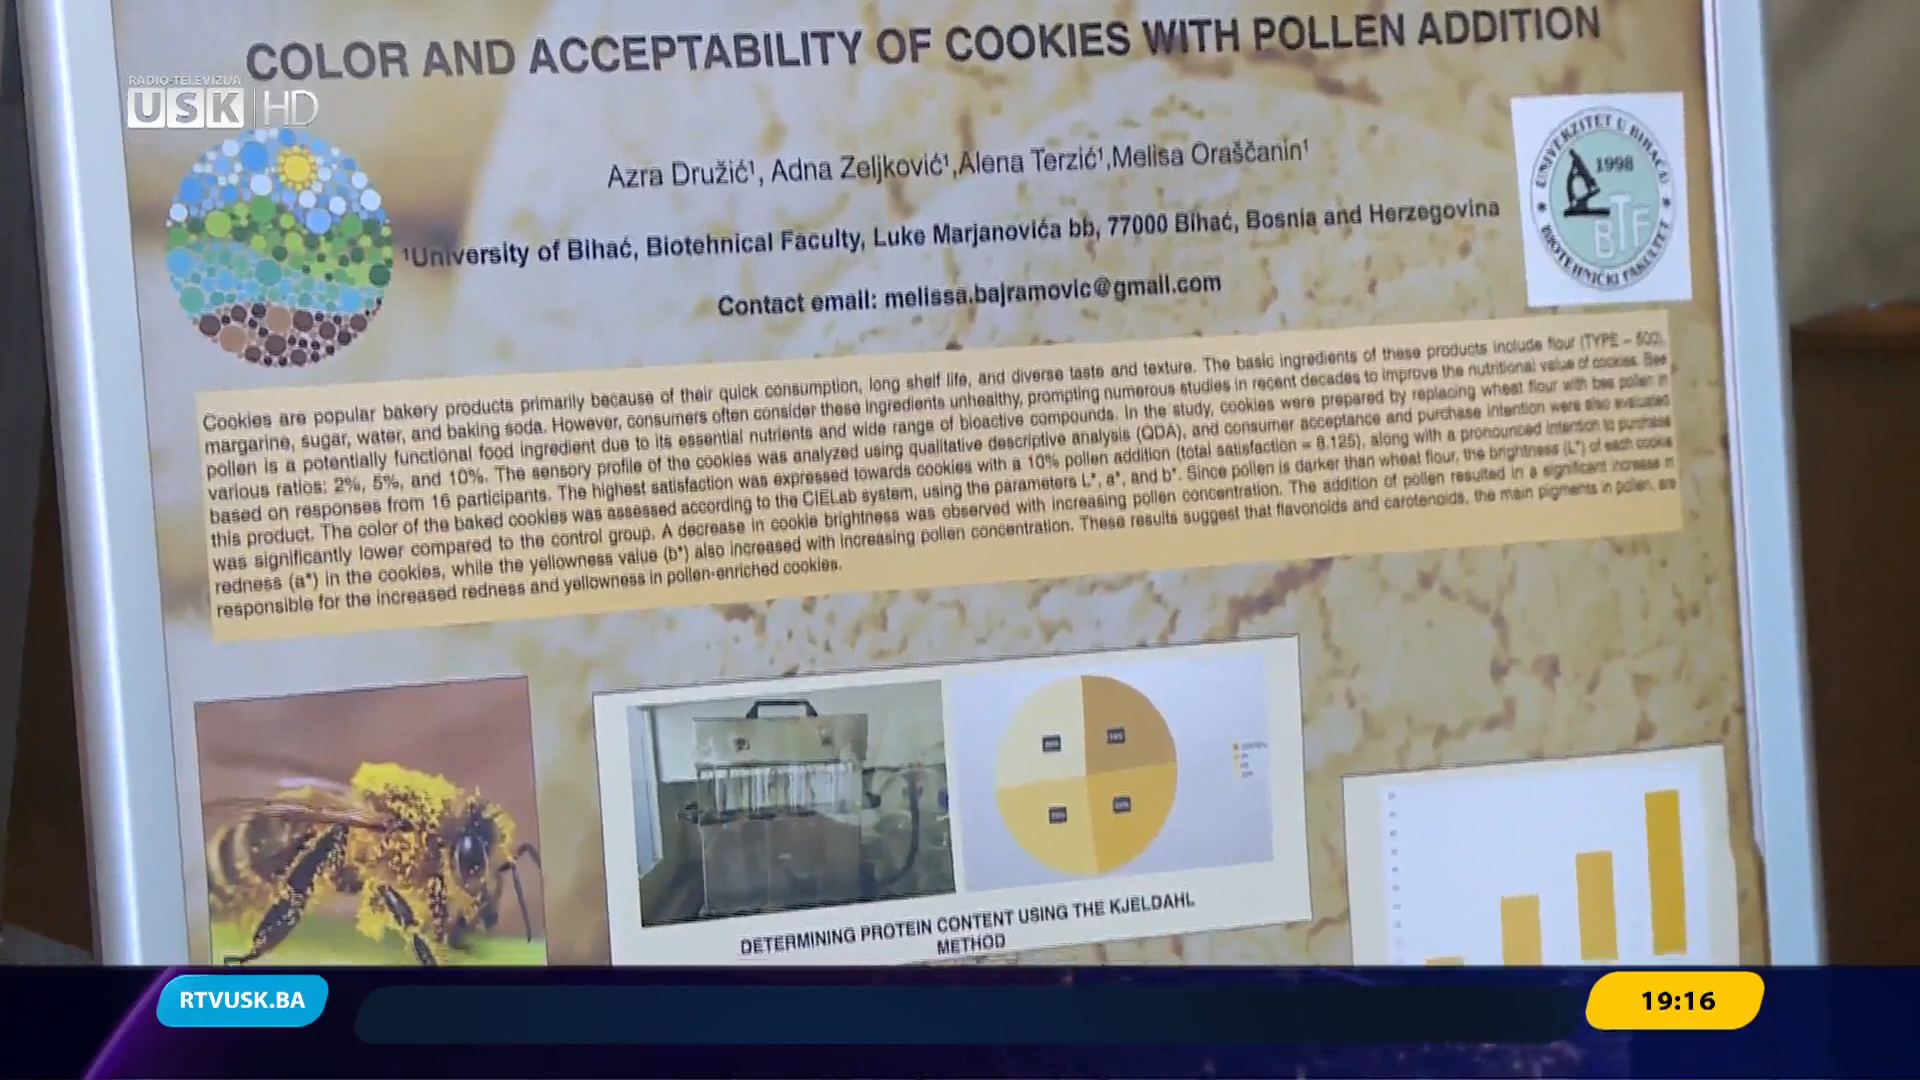 COLOR AND ACCEPTABILITY OF COOKIES WITH POLLEN ADDITION
RADIO-TELEVIZIJA
USK HD
UNIVERZITET U BIHAĆU
1998
BTF
BIOTEHNIČKI FAKULTET
Azra Družić¹, Adna Zeljković¹,Alena Terzić¹,Melisa Oraščanin¹
¹University of Bihać, Biotehnical Faculty, Luke Marjanovića bb, 77000 Bihać, Bosnia and Herzegovina
Contact email: melissa.bajramovic@gmail.com
Cookies are popular bakery products primarily because of their quick consumption, long shelf life, and diverse taste and texture. The basic ingredients of these products include flour (TYPE – 500),
margarine, sugar, water, and baking soda. However, consumers often consider these ingredients unhealthy, prompting numerous studies in recent decades to improve the nutritional value of cookies. Bee
pollen is a potentially functional food ingredient due to its essential nutrients and wide range of bioactive compounds. In the study, cookies were prepared by replacing wheat flour with bee pollen in
various ratios: 2%, 5%, and 10%. The sensory profile of the cookies was analyzed using qualitative descriptive analysis (QDA), and consumer acceptance and purchase intention were also evaluated
based on responses from 16 participants. The highest satisfaction was expressed towards cookies with a 10% pollen addition (total satisfaction = 8.125), along with a pronounced intention to purchase
this product. The color of the baked cookies was assessed according to the CIELab system, using the parameters L*, a*, and b*. Since pollen is darker than wheat flour, the brightness (L*) of each cookie
was significantly lower compared to the control group. A decrease in cookie brightness was observed with increasing pollen concentration. The addition of pollen resulted in a significant increase in
redness (a*) in the cookies, while the yellowness value (b*) also increased with increasing pollen concentration. These results suggest that flavonoids and carotenoids, the main pigments in pollen, are
responsible for the increased redness and yellowness in pollen-enriched cookies.
DETERMINING PROTEIN CONTENT USING THE KJELDAHL
METHOD
RTVUSK.BA
19:16